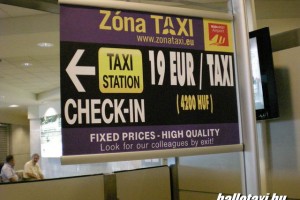 Zóna TAXI
www.zonataxi.eu
TAXI
STATION
19 EUR / TAXI
(4200 HUF)
CHECK-IN
FIXED PRICES - HIGH QUALITY
Look for our colleagues by exit!
hallotaxi.hu